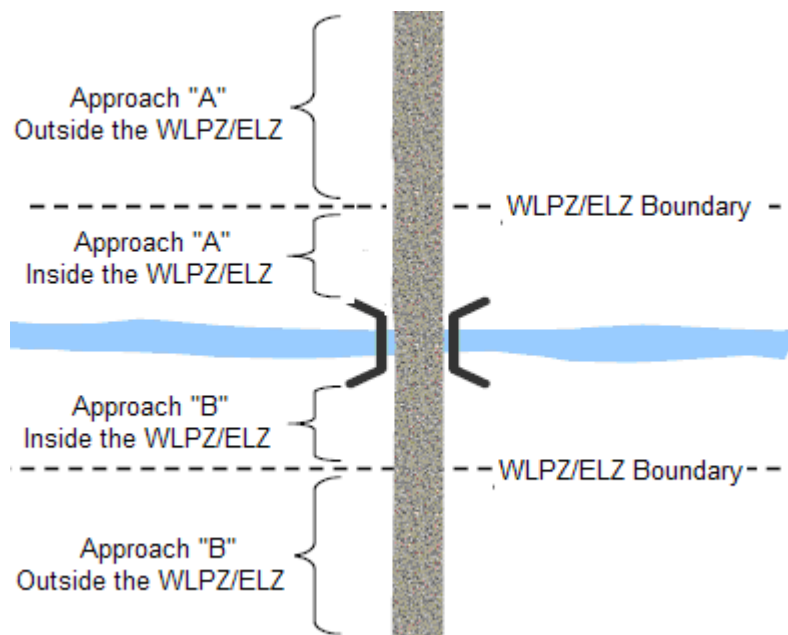 Approach "A"
Outside the WLPZ/ELZ
WLPZ/ELZ Boundary
Approach "A"
Inside the WLPZ/ELZ
Approach "B"
Inside the WLPZ/ELZ
WLPZ/ELZ Boundary
Approach "B"
Outside the WLPZ/ELZ